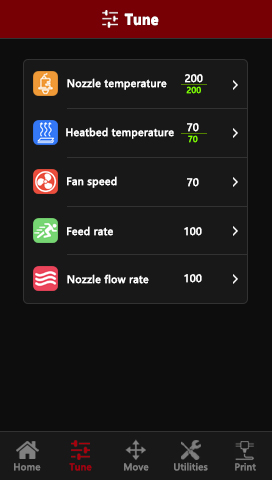 Tune
Nozzle temperature 200
200
Heatbed temperature 70
70
Fan speed 70
Feed rate 100
Nozzle flow rate 100
Home Tune Move Utilities Print